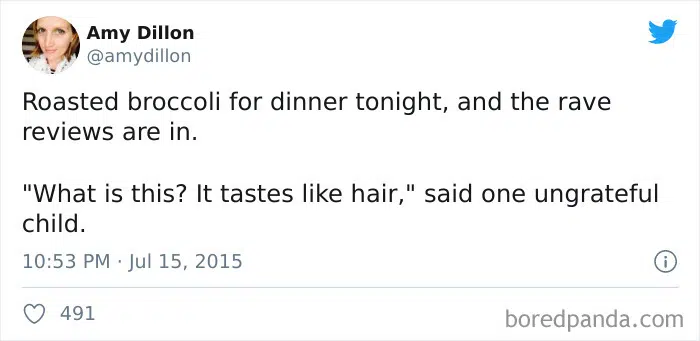 Amy Dillon
@amydillon
Roasted broccoli for dinner tonight, and the rave
reviews are in.
"What is this? It tastes like hair," said one ungrateful
child.
10:53 PM · Jul 15, 2015
491
boredpanda.com